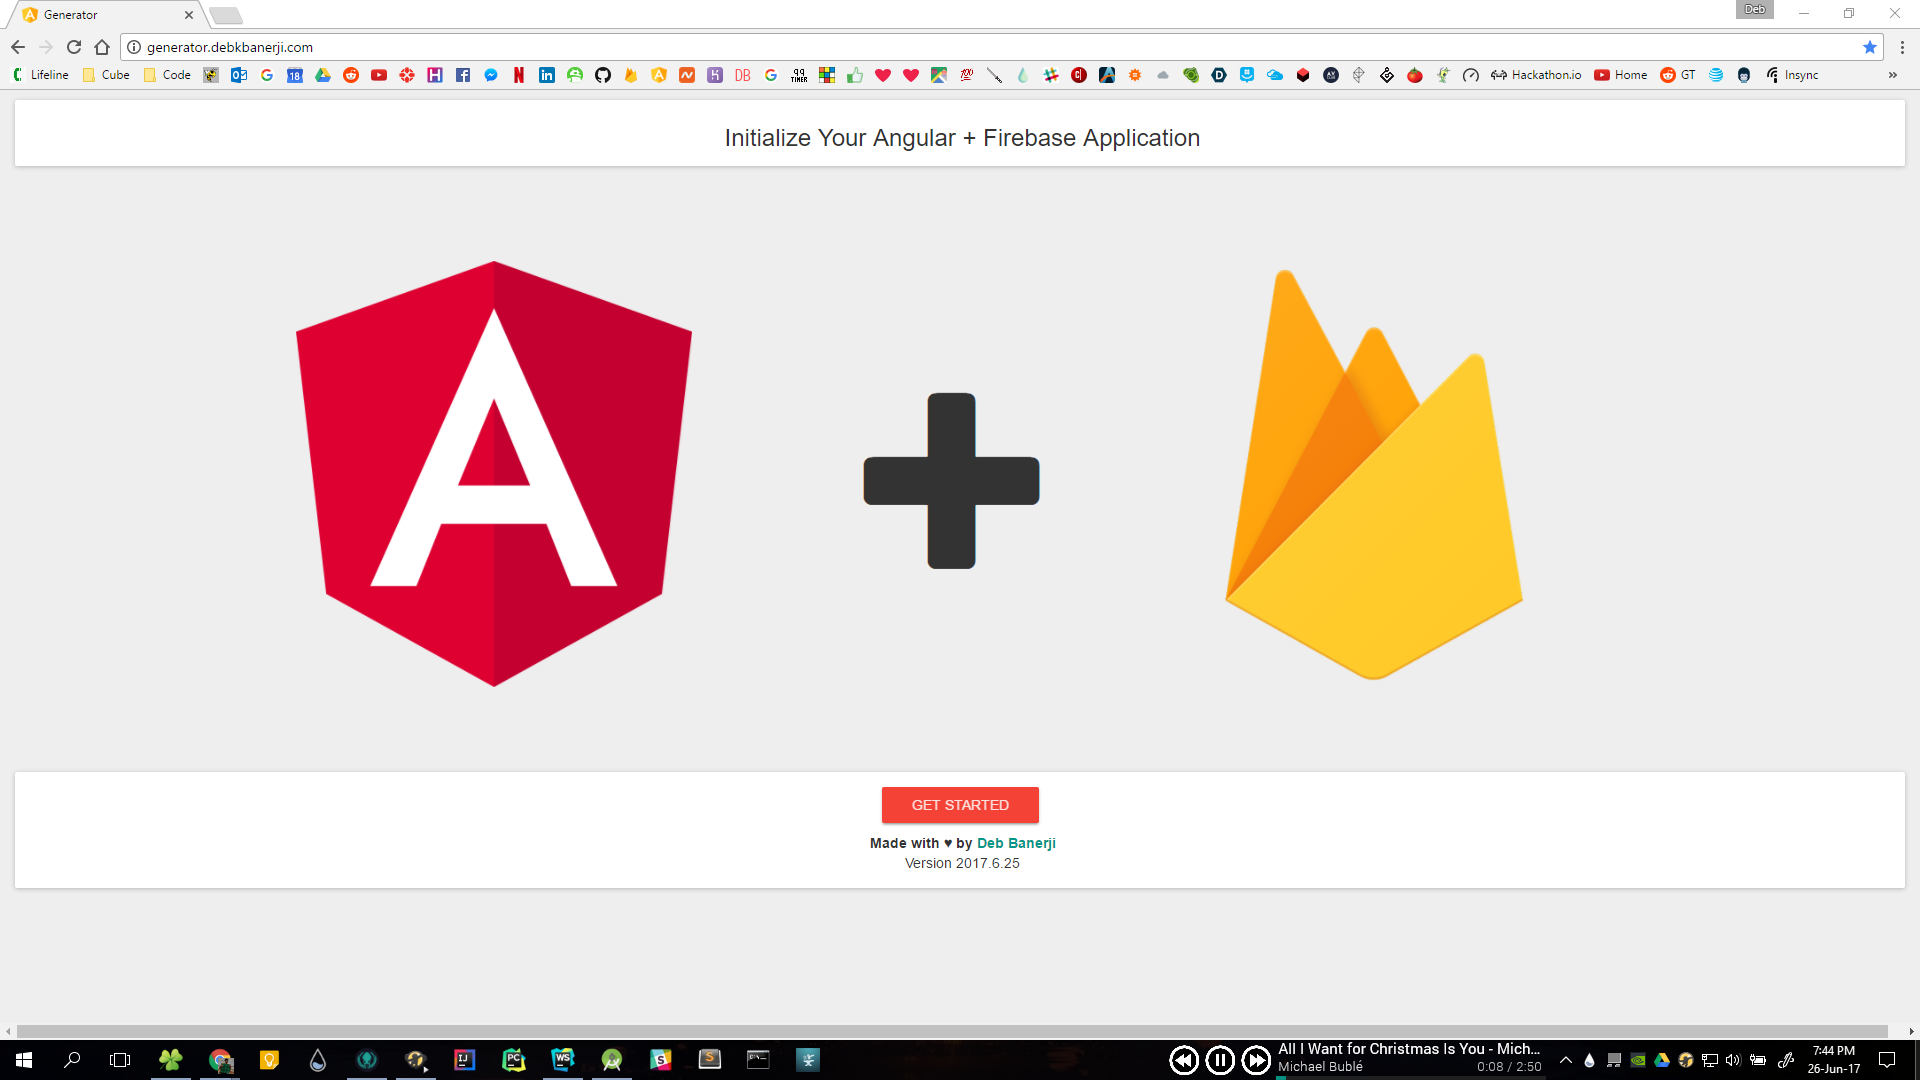 Generator
Deb
generator.debkbanerji.com
Lifeline
Cube
Code
Hackathon.io
Home
GT
Insync
Initialize Your Angular + Firebase Application
GET STARTED
Made with ♥ by Deb Banerji
Version 2017.6.25
All I Want for Christmas Is You - Mich...
Michael Bublé
0:08 / 2:50
7:44 PM
26-Jun-17